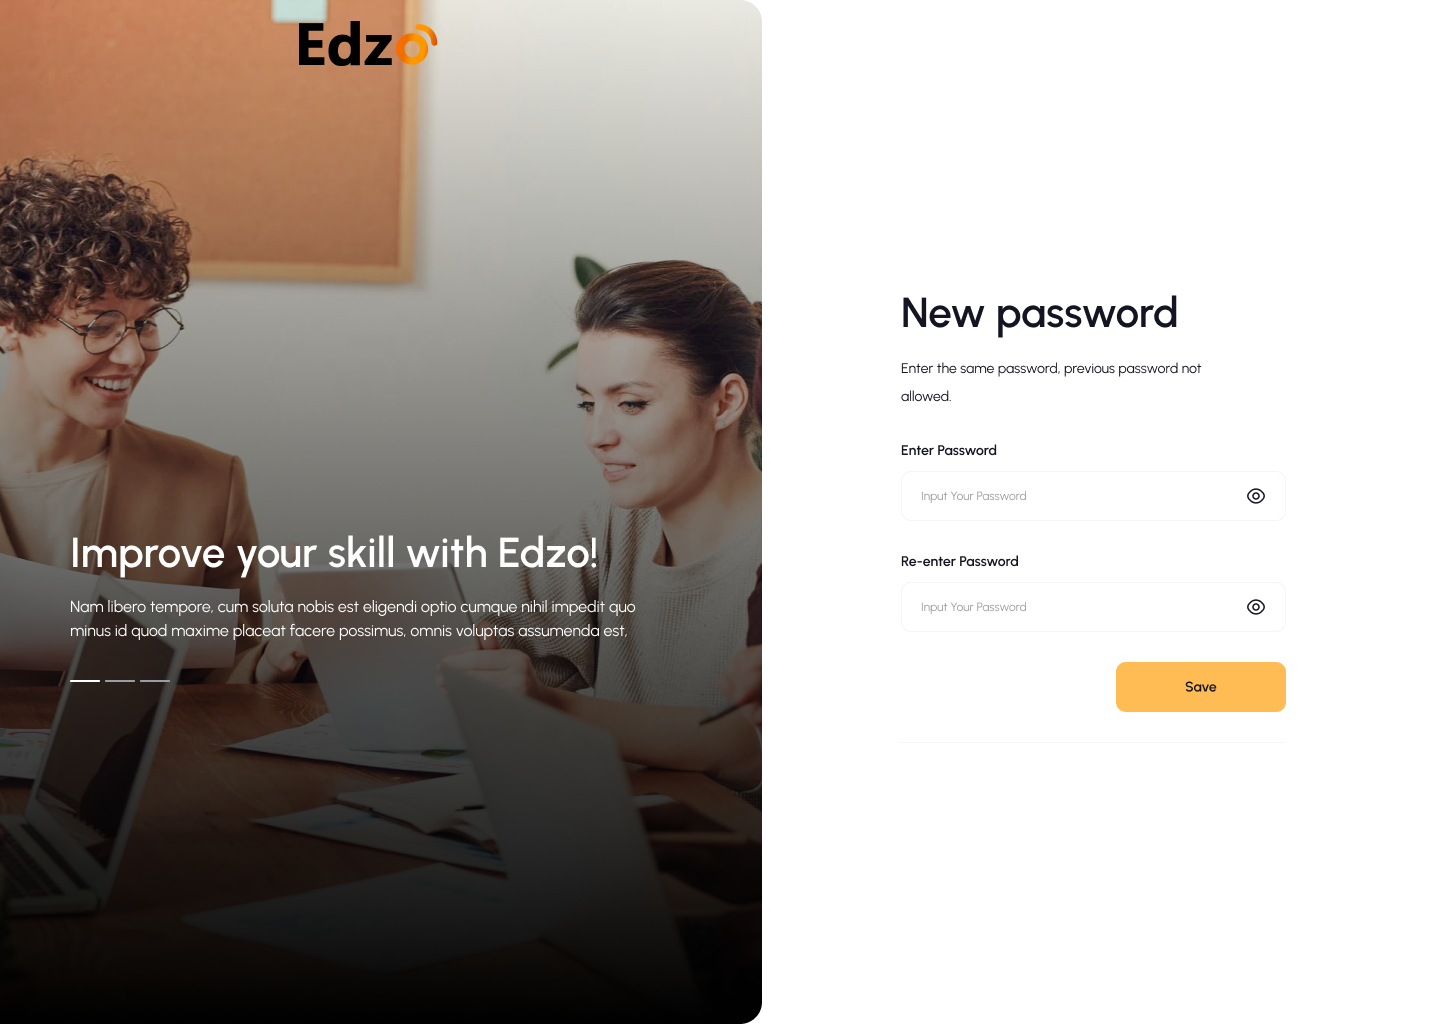 Edzo
Improve your skill with Edzo!
Nam libero tempore, cum soluta nobis est eligendi optio cumque nihil impedit quo
minus id quod maxime placeat facere possimus, omnis voluptas assumenda est,
New password
Enter the same password, previous password not
allowed.
Enter Password
Input Your Password
Re-enter Password
Input Your Password
Save